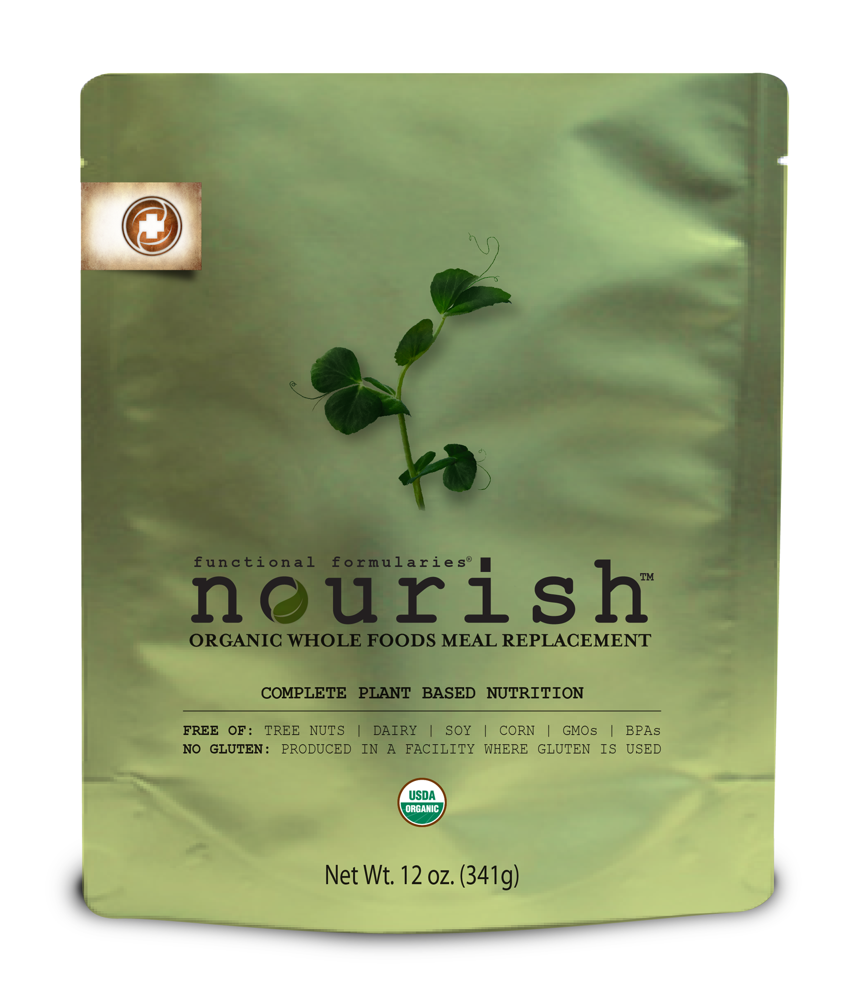 functional formularies®
nourish™
ORGANIC WHOLE FOODS MEAL REPLACEMENT
COMPLETE PLANT BASED NUTRITION
FREE OF: TREE NUTS | DAIRY | SOY | CORN | GMOs | BPAs
NO GLUTEN: PRODUCED IN A FACILITY WHERE GLUTEN IS USED
USDA
ORGANIC
Net Wt. 12 oz. (341g)